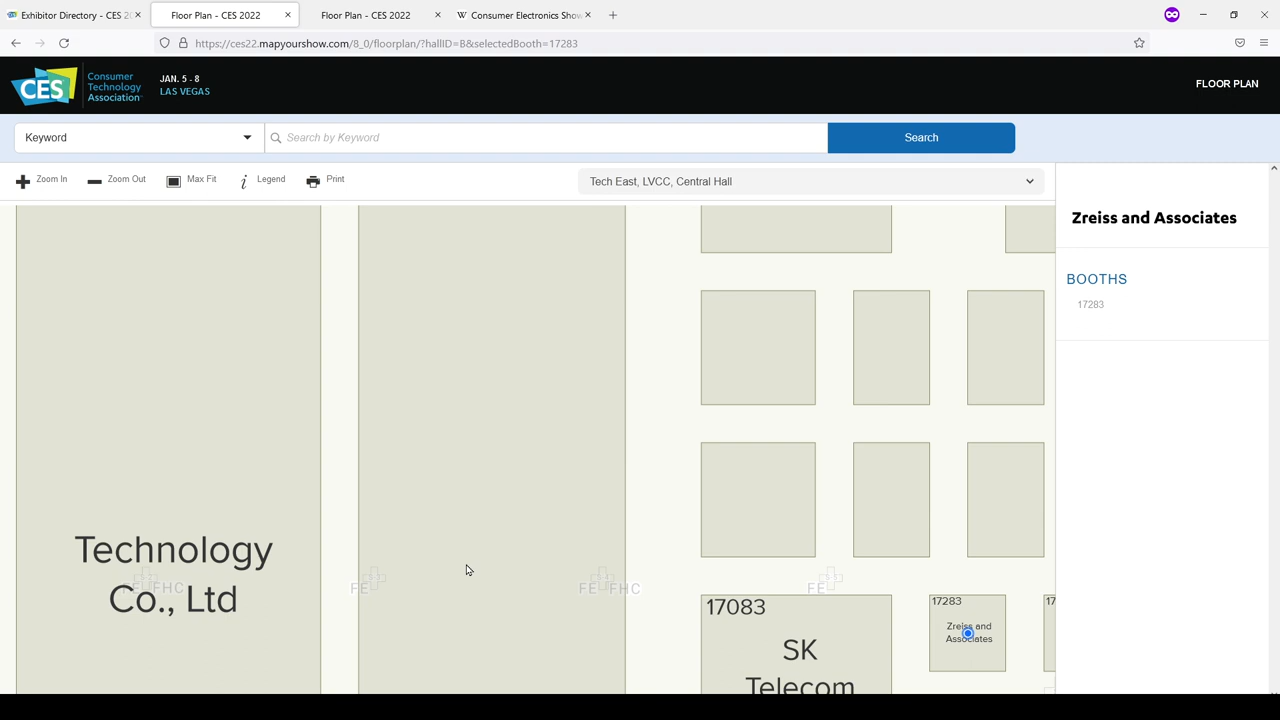 Exhibitor Directory - CES 20
Floor Plan - CES 2022
Floor Plan - CES 2022
Consumer Electronics Show
https://ces22.mapyourshow.com/8_0/floorplan/?hallID=B&selectedBooth=17283
CES
Consumer
Technology
Association
JAN. 5 - 8
LAS VEGAS
FLOOR PLAN
Keyword
Search by Keyword
Search
Zoom In
Zoom Out
Max Fit
Legend
Print
Tech East, LVCC, Central Hall
Zreiss and Associates
BOOTHS
17283
Technology
Co., Ltd
FE FHC
FE
FE FHC
FE
17083
SK
Telecom
17283
Zreiss and
Associates
17